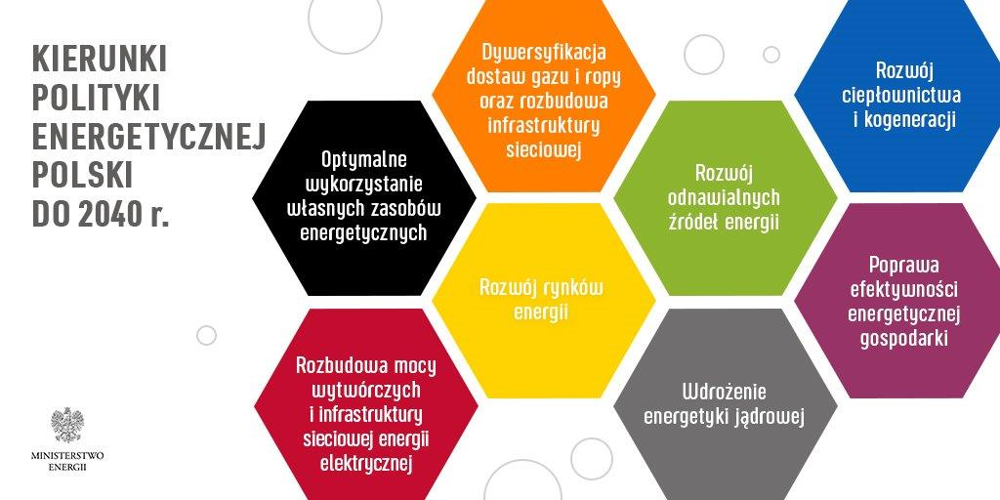 KIERUNKI
POLITYKI
ENERGETYCZNEJ
POLSKI
DO 2040 r.
Optymalne
wykorzystanie
własnych zasobów
energetycznych
Rozbudowa mocy
wytwórczych
i infrastruktury
sieciowej energii
elektrycznej
Dywersyfikacja
dostaw gazu i ropy
oraz rozbudowa
infrastruktury
sieciowej
Rozwój rynków
energii
Rozwój
odnawialnych
źródeł energii
Wdrożenie
energetyki jądrowej
Rozwój
ciepłownictwa
i kogeneracji
Poprawa
efektywności
energetycznej
gospodarki
MINISTERSTWO
ENERGII